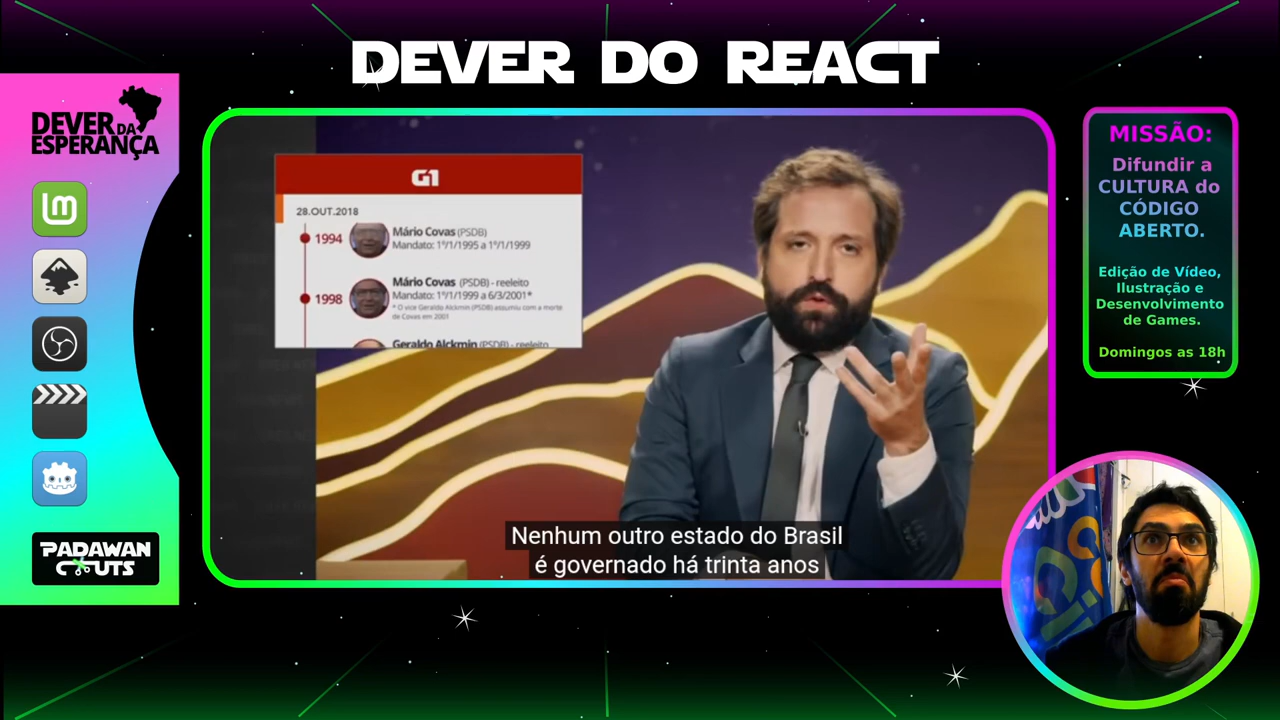 DEVER DO REACT
DEVER DA
ESPERANÇA
PADAWAN
CUTS
G1
28.OUT.2018
1994
Mário Covas (PSDB)
Mandato: 1º/1/1995 a 1º/1/1999
1998
Mário Covas (PSDB) - reeleito
Mandato: 1º/1/1999 a 6/3/2001*
* O vice Geraldo Alckmin (PSDB) assumiu com a morte
de Covas em 2001
Geraldo Alckmin (PSDB) - reeleito
Nenhum outro estado do Brasil
é governado há trinta anos
MISSÃO:
Difundir a
CULTURA do
CÓDIGO
ABERTO.
Edição de Vídeo,
Ilustração e
Desenvolvimento
de Games.
Domingos as 18h